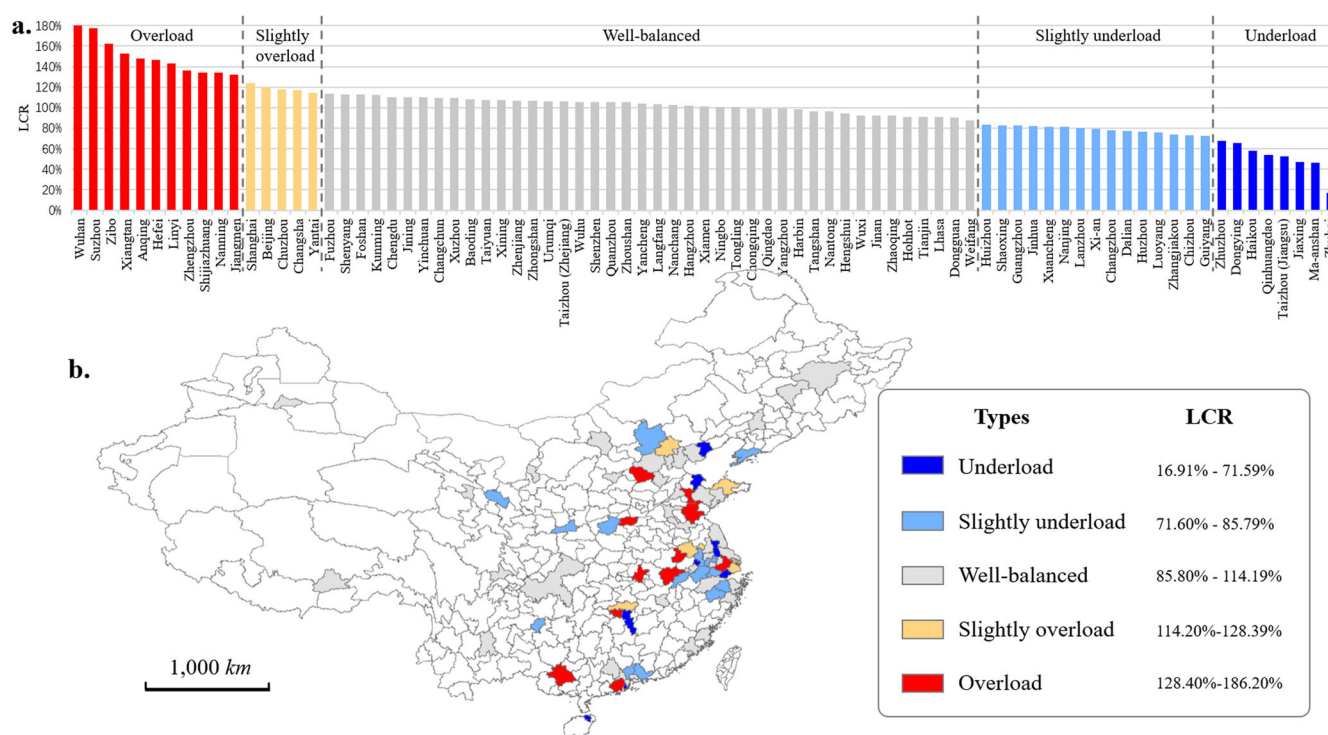 a.
180%
160%
140%
120%
100%
80%
60%
40%
20%
0%
LCR
Overload
Slightly
overload
Well-balanced
Slightly underload
Underload
Wuhan
Suzhou
Zibo
Xiangtan
Anqing
Hefei
Linyi
Zhengzhou
Shijiazhuang
Nanning
Jiangmen
Shanghai
Beijing
Chuzhou
Changsha
Yantai
Fuzhou
Shenyang
Foshan
Kunming
Chengdu
Jining
Yinchuan
Changchun
Xuzhou
Baoding
Taiyuan
Xining
Zhenjiang
Zhongshan
Urumqi
Taizhou (Zhejiang)
Wuhu
Shenzhen
Quanzhou
Zhoushan
Yancheng
Langfang
Nanchang
Hangzhou
Xiamen
Ningbo
Tongling
Chongqing
Qingdao
Yangzhou
Harbin
Tangshan
Nantong
Hengshui
Wuxi
Jinan
Zhaoqing
Hohhot
Tianjin
Lhasa
Dongguan
Weifang
Huizhou
Shaoxing
Guangzhou
Jinhua
Xuancheng
Nanjing
Lanzhou
Xi-an
Changzhou
Dalian
Huzhou
Luoyang
Zhangjiakou
Chizhou
Guiyang
Zhuzhou
Dongying
Haikou
Qinhuangdao
Taizhou (Jiangsu)
Jiaxing
Ma-anshan
b.
1,000 km
Types LCR
Underload 16.91% - 71.59%
Slightly underload 71.60% - 85.79%
Well-balanced 85.80% - 114.19%
Slightly overload 114.20%-128.39%
Overload 128.40%-186.20%